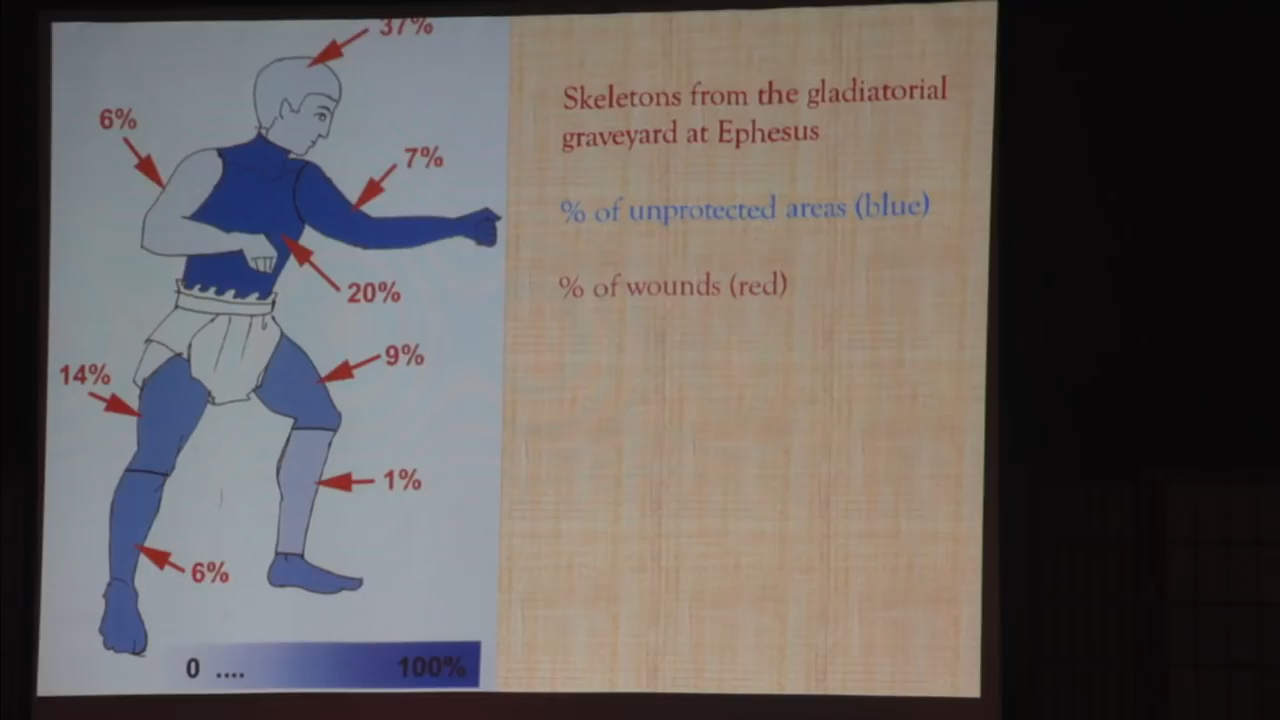 37%
6%
7%
20%
14%
9%
1%
6%
0 .... 100%
Skeletons from the gladiatorial
graveyard at Ephesus
% of unprotected areas (blue)
% of wounds (red)